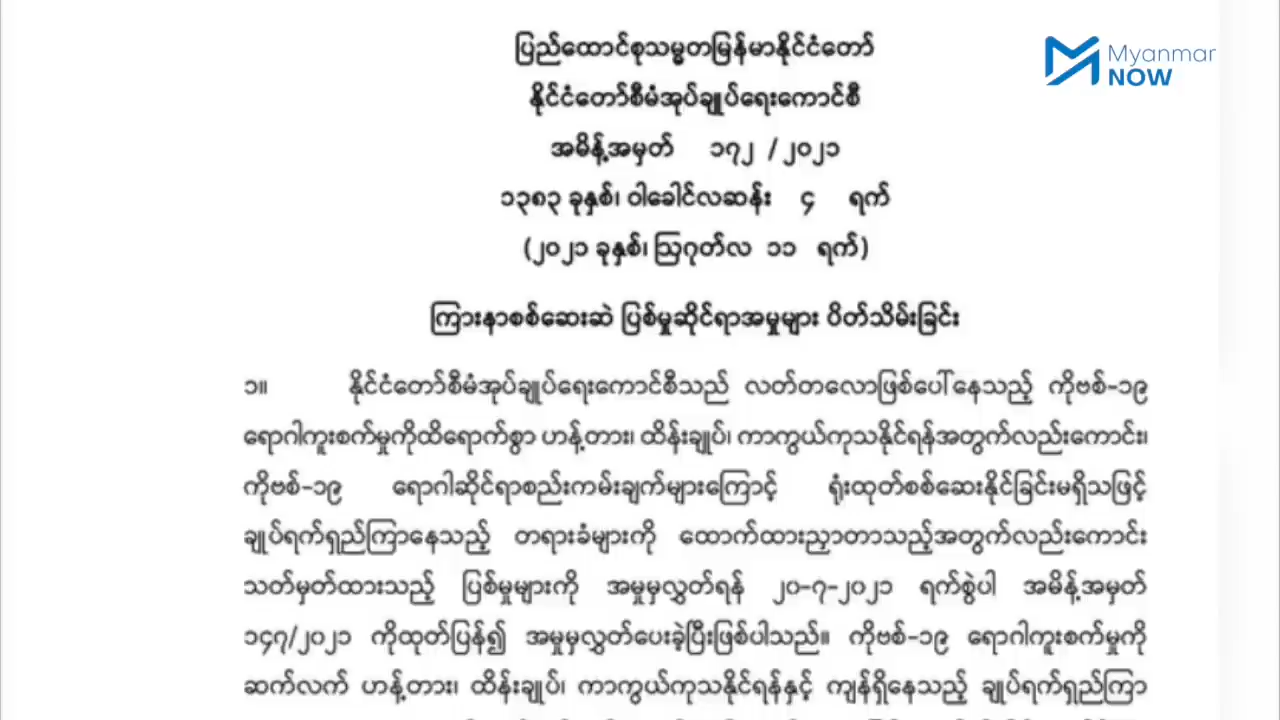 Myanmar
NOW
ပြည်ထောင်စုသမ္မတမြန်မာနိုင်ငံတော်
နိုင်ငံတော်စီမံအုပ်ချုပ်ရေးကောင်စီ
အမိန့်အမှတ် ၁၇၂ / ၂၀၂၁
၁၃၈၃ ခုနှစ်၊ ဝါခေါင်လဆန်း ၄ ရက်
(၂၀၂၁ ခုနှစ်၊ ဩဂုတ်လ ၁၁ ရက်)
ကြားနာစစ်ဆေးဆဲ ပြစ်မှုဆိုင်ရာအမှုများ ပိတ်သိမ်းခြင်း
၁။ နိုင်ငံတော်စီမံအုပ်ချုပ်ရေးကောင်စီသည် လတ်တလောဖြစ်ပေါ်နေသည့် ကိုဗစ်-၁၉
ရောဂါကူးစက်မှုကိုထိရောက်စွာ ဟန့်တား၊ ထိန်းချုပ်၊ ကာကွယ်ကုသနိုင်ရန်အတွက်လည်းကောင်း၊
ကိုဗစ်-၁၉ ရောဂါဆိုင်ရာစည်းကမ်းချက်များကြောင့် ရုံးထုတ်စစ်ဆေးနိုင်ခြင်းမရှိသဖြင့်
ချုပ်ရက်ရှည်ကြာနေသည့် တရားခံများကို ထောက်ထားညှာတာသည့်အတွက်လည်းကောင်း
သတ်မှတ်ထားသည့် ပြစ်မှုများကို အမှုမှလွှတ်ရန် ၂၀-၇-၂၀၂၁ ရက်စွဲပါ အမိန့်အမှတ်
၁၄၇/၂၀၂၁ ကိုထုတ်ပြန်၍ အမှုမှလွှတ်ပေးခဲ့ပြီးဖြစ်ပါသည်။ ကိုဗစ်-၁၉ ရောဂါကူးစက်မှုကို
ဆက်လက် ဟန့်တား၊ ထိန်းချုပ်၊ ကာကွယ်ကုသနိုင်ရန်နှင့် ကျန်ရှိနေသည့် ချုပ်ရက်ရှည်ကြာ